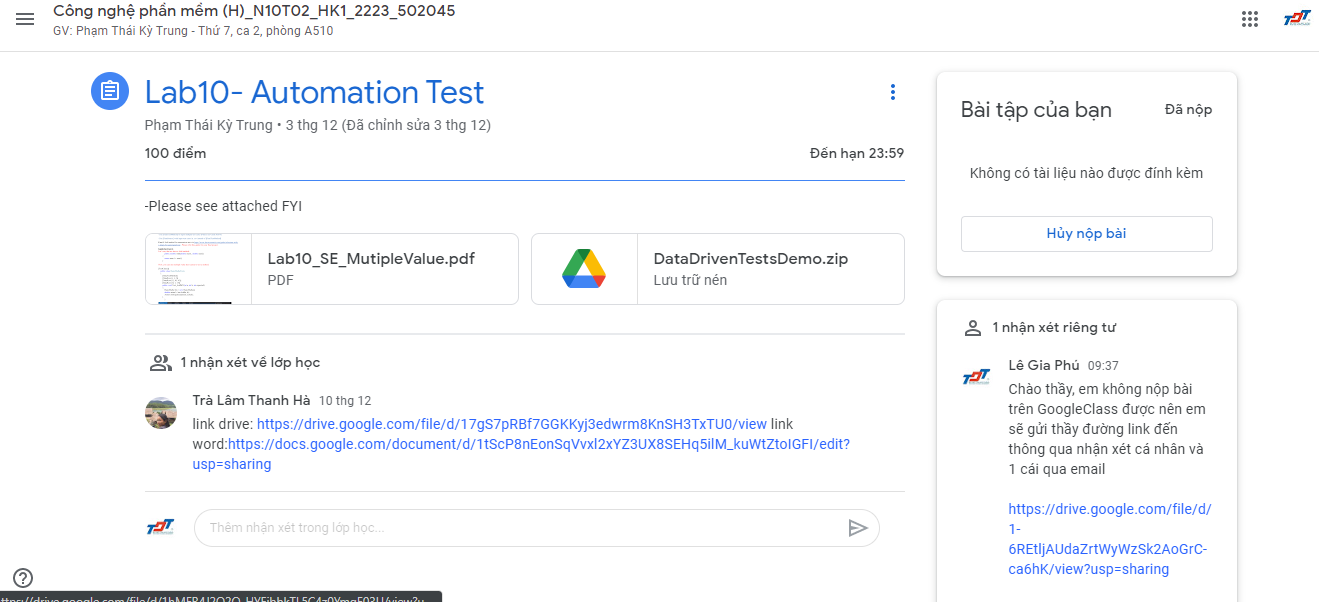 Công nghệ phần mềm (H)_N10T02_HK1_2223_502045
GV: Phạm Thái Kỳ Trung - Thứ 7, ca 2, phòng A510
TDT
Lab10- Automation Test
Phạm Thái Kỳ Trung • 3 thg 12 (Đã chỉnh sửa 3 thg 12)
100 điểm
Đến hạn 23:59
-Please see attached FYI
Lab10_SE_MutipleValue.pdf
PDF
DataDrivenTestsDemo.zip
Lưu trữ nén
1 nhận xét về lớp học
Trà Lâm Thanh Hà 10 thg 12
link drive: https://drive.google.com/file/d/17gS7pRBf7GGKKyj3edwrm8KnSH3TxTU0/view link
word:https://docs.google.com/document/d/1tScP8nEonSqVvxl2xYZ3UX8SEHq5ilM_kuWtZtoIGFI/edit?
usp=sharing
TDT
Thêm nhận xét trong lớp học...
Bài tập của bạn
Đã nộp
Không có tài liệu nào được đính kèm
Hủy nộp bài
1 nhận xét riêng tư
TDT
Lê Gia Phú 09:37
Chào thầy, em không nộp bài
trên GoogleClass được nên em
sẽ gửi thầy đường link đến
thông qua nhận xét cá nhân và
1 cái qua email
https://drive.google.com/file/d/
1-
6REtljAUdaZrtWyWzSk2AoGrC-
ca6hK/view?usp=sharing